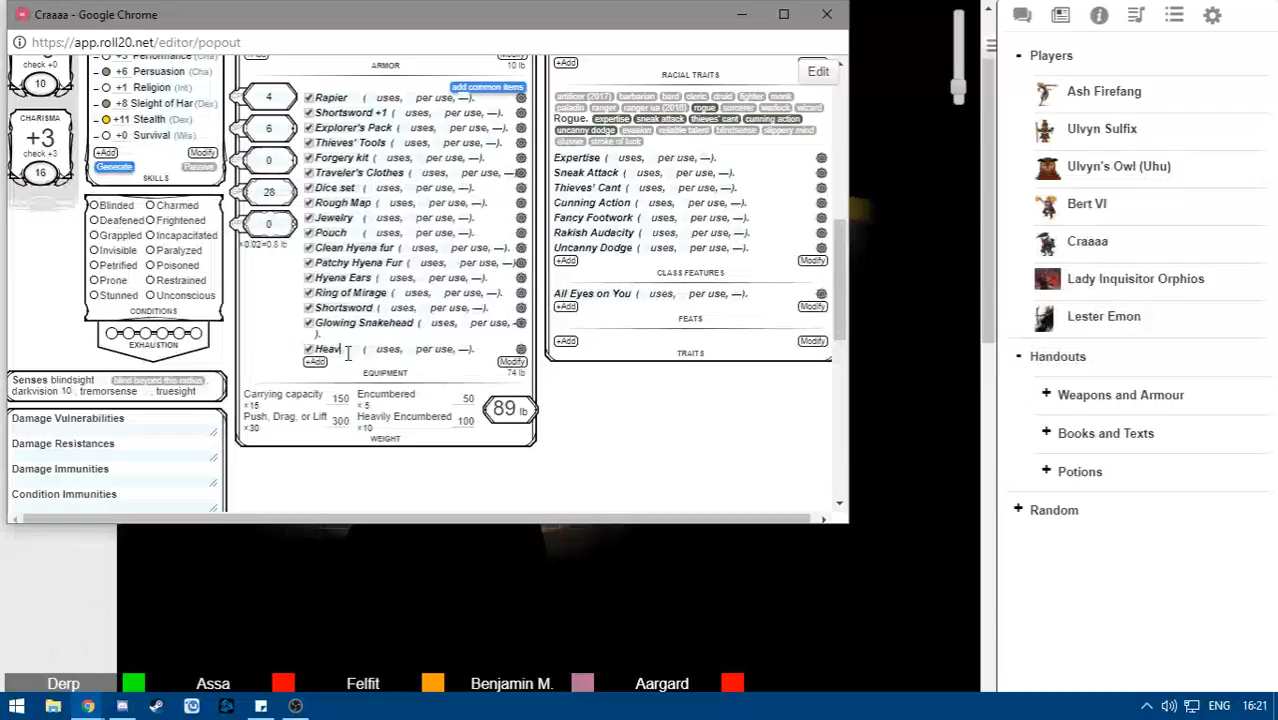 Craaaa - Google Chrome
https://app.roll20.net/editor/popout
check +0
10
CHARISMA
+3
check +3
16
+6 Persuasion (Cha)
+1 Religion (Int)
+8 Sleight of Har (Dex)
+11 Stealth (Dex)
+0 Survival (Wis)
+Add
Modify
Generate
SKILLS
Blinded
Charmed
Deafened
Frightened
Grappled
Incapacitated
Invisible
Paralyzed
Petrified
Poisoned
Prone
Restrained
Stunned
Unconscious
CONDITIONS
EXHAUSTION
Senses blindsight blind beyond this radius,
darkvision 10 , tremorsense , truesight
Damage Vulnerabilities
Damage Resistances
Damage Immunities
Condition Immunities
ARMOR
10 lb
add common items
4
6
0
28
0
×0.02=0.8 lb
Rapier ( uses, per use, —).
Shortsword +1 ( uses, per use, —).
Explorer's Pack ( uses, per use, —).
Thieves' Tools ( uses, per use, —).
Forgery kit ( uses, per use, —).
Traveler's Clothes ( uses, per use, —).
Dice set ( uses, per use, —).
Rough Map ( uses, per use, —).
Jewelry ( uses, per use, —).
Pouch ( uses, per use, —).
Clean Hyena fur ( uses, per use, —).
Patchy Hyena Fur ( uses, per use, —).
Hyena Ears ( uses, per use, —).
Ring of Mirage ( uses, per use, —).
Shortsword ( uses, per use, —).
Glowing Snakehead ( uses, per use, —
).
Heavi ( uses, per use, —).
+Add
Modify
EQUIPMENT
74 lb
Carrying capacity
×15
150
Encumbered
× 5
50
Push, Drag, or Lift
×30
300
Heavily Encumbered
×10
100
89 lb
WEIGHT
+Add
RACIAL TRAITS
Edit
artificer (2017) barbarian bard cleric druid fighter monk
paladin ranger ranger ua (2016) rogue sorcerer warlock wizard
Rogue. expertise sneak attack thieves' cant cunning action
uncanny dodge evasion reliable talent blindsense slippery mind
elusive stroke of luck
Expertise ( uses, per use, —).
Sneak Attack ( uses, per use, —).
Thieves' Cant ( uses, per use, —).
Cunning Action ( uses, per use, —).
Fancy Footwork ( uses, per use, —).
Rakish Audacity ( uses, per use, —).
Uncanny Dodge ( uses, per use, —).
+Add
Modify
CLASS FEATURES
All Eyes on You ( uses, per use, —).
+Add
Modify
FEATS
+Add
Modify
TRAITS
Players
Ash Firefang
Ulvyn Sulfix
Ulvyn's Owl (Uhu)
Bert VI
Craaaa
Lady Inquisitor Orphios
Lester Emon
Handouts
Weapons and Armour
Books and Texts
Potions
Random
Derp
Assa
Felfit
Benjamin M.
Aargard
ENG
16:21